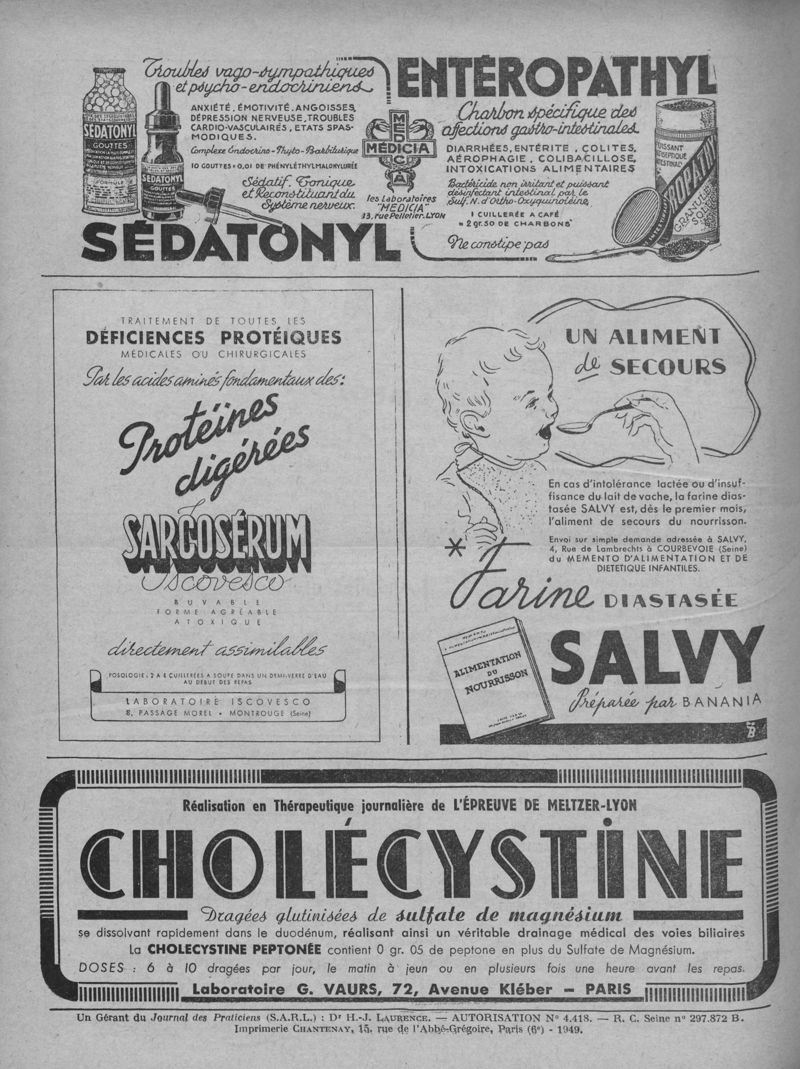 Troubles vago-sympathiques
et psycho-endocriniens
ANXIÉTÉ, ÉMOTIVITÉ, ANGOISSES,
DÉPRESSION NERVEUSE, TROUBLES
CARDIO-VASCULAIRES, ETATS SPAS-
MODIQUES.
Complexe Endocrino-Phyto-Barbiturique
10 GOUTTES = 0,01 DE PHÉNYLÉTHYLMALONYLURÉE
Sédatif, Tonique
et Reconstituant du
Système nerveux.
SÉDATONYL
GOUTTES
SÉDATONYL
GOUTTES
SÉDATONYL
MEDICIA
MÉDICIA
les Laboratoires
"MEDICIA"
13, rue Pelletier, LYON
ENTÉROPATHYL
Charbon spécifique des
affections gastro-intestinales
DIARRHÉES, ENTÉRITE, COLITES,
AÉROPHAGIE, COLIBACILLOSE,
INTOXICATIONS ALIMENTAIRES
Bactéricide non irritant et puissant
désinfectant intestinal par le
Sulf. N. d'Ortho-Oxyquinoléine,
1 CUILLERÉE A CAFÉ
= 2 gr. 50 DE CHARBONS
Ne constipe pas
TRAITEMENT DE TOUTES LES
DÉFICIENCES PROTÉIQUES
MÉDICALES OU CHIRURGICALES
Par les acides aminés fondamentaux des:
Protéïnes
digérées
Le
SARCOSÉRUM
Iscovesco
BUVABLE
FORME AGRÉABLE
ATOXIQUE
directement assimilables
POSOLOGIE: 2 A 4 CUILLERÉES A SOUPE DANS UN DEMI-VERRE D'EAU
AU DÉBUT DES REPAS
LABORATOIRE ISCOVESCO
8, PASSAGE MOREL • MONTROUGE (Seine)
UN ALIMENT
de SECOURS
En cas d'intolérance lactée ou d'insuf-
fisance du lait de vache, la farine dias-
tasée SALVY est, dès le premier mois,
l'aliment de secours du nourrisson.
Envoi sur simple demande adressée à SALVY,
4, Rue de Lambrechts à COURBEVOIE (Seine)
du MEMENTO D'ALIMENTATION ET DE
DIETETIQUE INFANTILES.
Farine DIASTASÉE
ALIMENTATION
DU
NOURRISSON
SALVY
Préparée par BANANIA
Réalisation en Thérapeutique journalière de L'ÉPREUVE DE MELTZER-LYON
CHOLÉCYSTINE
Dragées glutinisées de sulfate de magnésium
se dissolvant rapidement dans le duodénum, réalisant ainsi un véritable drainage médical des voies biliaires
La CHOLECYSTINE PEPTONÉE contient 0 gr. 05 de peptone en plus du Sulfate de Magnésium.
DOSES : 6 à 10 dragées par jour, le matin à jeun ou en plusieurs fois une heure avant les repas.
Laboratoire G. VAURS, 72, Avenue Kléber — PARIS
Un Gérant du Journal des Praticiens (S.A.R.L.) : Dr H.-J. LAURENCE. — AUTORISATION No 4.418. — R. C. Seine no 297.872 B.
Imprimerie CHANTENAY, 15, rue de l'Abbé-Grégoire, Paris (6e) - 1949.